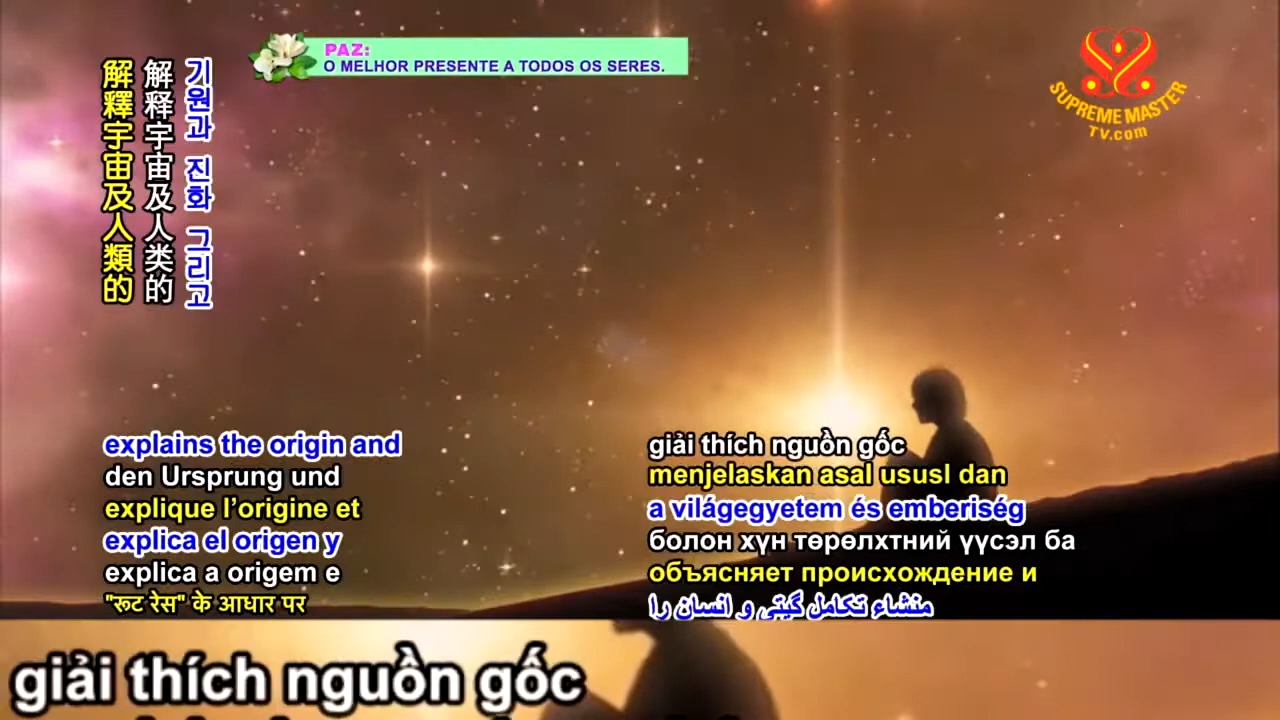 PAZ:
O MELHOR PRESENTE A TODOS OS SERES.
SUPREME MASTER
TV.com
解釋宇宙及人類的
解释宇宙及人类的
기원과 진화 그리고
explains the origin and
den Ursprung und
explique l’origine et
explica el origen y
explica a origem e
"रूट रेस" के आधार पर
giải thích nguồn gốc
menjelaskan asal ususl dan
a világegyetem és emberiség
болон хүн төрөлхтний үүсэл ба
объясняет происхождение и
منشاء تکامل گیتی و انسان را
giải thích nguồn gốc